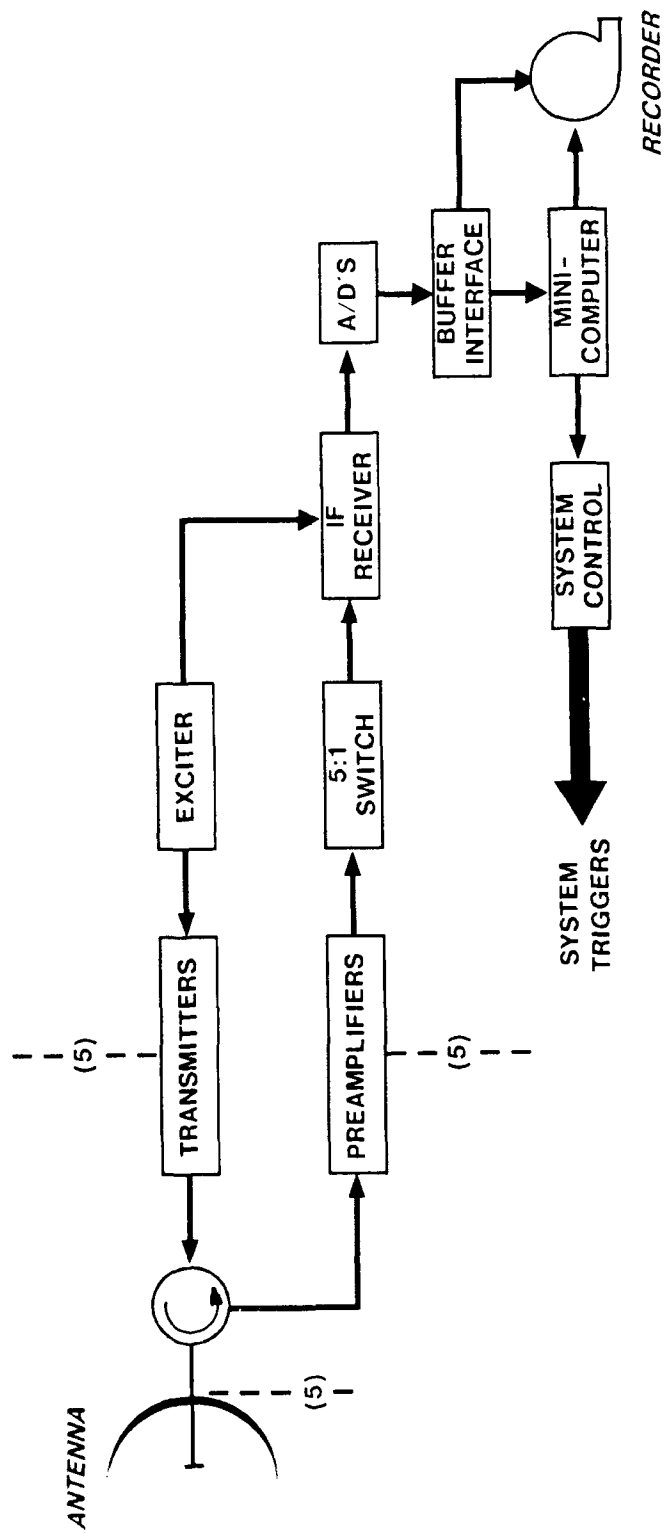 ANTENNA
(5)
(5)
TRANSMITTERS
EXCITER
(5)
PREAMPLIFIERS
5:1
SWITCH
IF
RECEIVER
A/D'S
BUFFER
INTERFACE
MINI-
COMPUTER
RECORDER
SYSTEM
CONTROL
SYSTEM
TRIGGERS